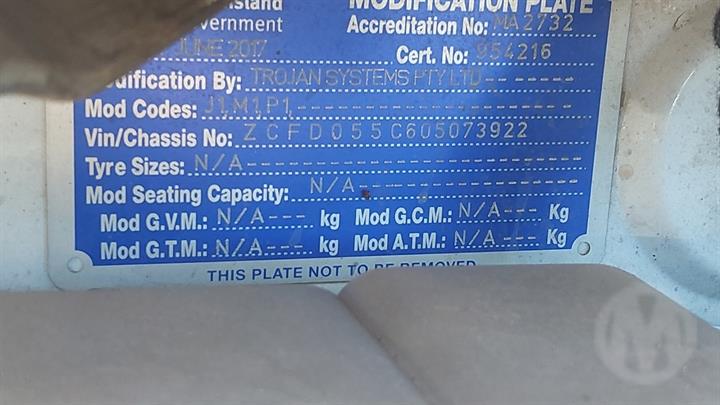 MODIFICATION PLATE
Government Accreditation No: MA2732
JUNE 2017 Cert. No: 954216
Modification By: TROJAN SYSTEMS PTY LTD--
Mod Codes: J1,M1,P1,--------------------
Vin/Chassis No: ZCFD055C605073922
Tyre Sizes: N/A----------------------
Mod Seating Capacity: N/A---------------
Mod G.V.M.: N/A--- kg Mod G.C.M.: N/A--- Kg
Mod G.T.M.: N/A--- kg Mod A.T.M.: N/A--- Kg
THIS PLATE NOT TO BE REMOVED
M